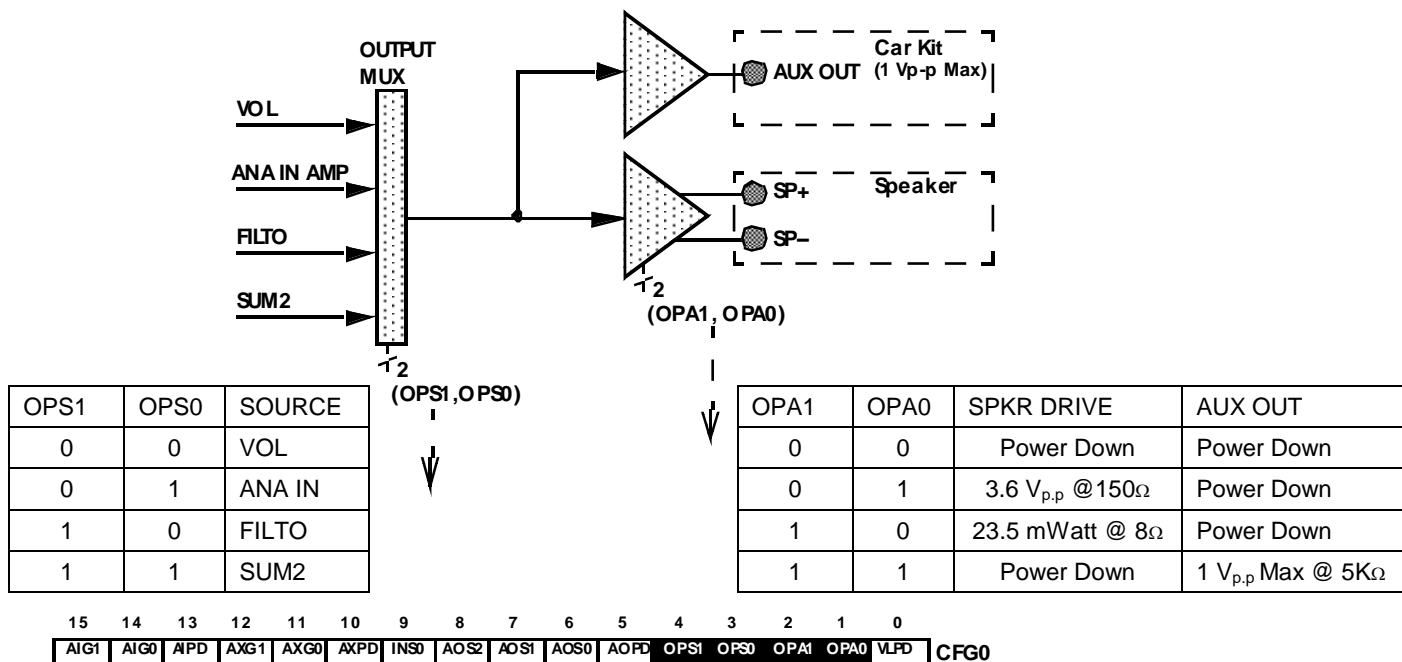 OUTPUT
MUX
VOL
ANA IN AMP
FILTO
SUM2
Car Kit
AUX OUT (1 Vp-p Max)
Speaker
SP+
SP–
2
(OPA1, OPA0)
2
(OPS1,OPS0)
OPS1 OPS0 SOURCE
0 0 VOL
0 1 ANA IN
1 0 FILTO
1 1 SUM2
OPA1 OPA0 SPKR DRIVE AUX OUT
0 0 Power Down Power Down
0 1 3.6 Vp.p @150Ω Power Down
1 0 23.5 mWatt @ 8Ω Power Down
1 1 Power Down 1 Vp.p Max @ 5KΩ
15 14 13 12 11 10 9 8 7 6 5 4 3 2 1 0
AIG1 AIG0 AIPD AXG1 AXG0 AXPD INS0 AOS2 AOS1 AOS0 AOPD OPS1 OPS0 OPA1 OPA0 VLPD CFG0